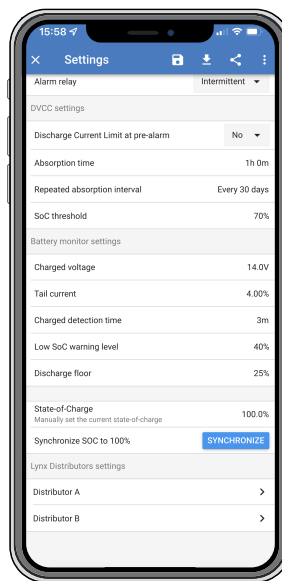 15:58
Settings
Alarm relay Intermittent
DVCC settings
Discharge Current Limit at pre-alarm No
Absorption time 1h 0m
Repeated absorption interval Every 30 days
SoC threshold 70%
Battery monitor settings
Charged voltage 14.0V
Tail current 4.00%
Charged detection time 3m
Low SoC warning level 40%
Discharge floor 25%
State-of-Charge 100.0%
Manually set the current state-of-charge
Synchronize SOC to 100% SYNCHRONIZE
Lynx Distributors settings
Distributor A
Distributor B